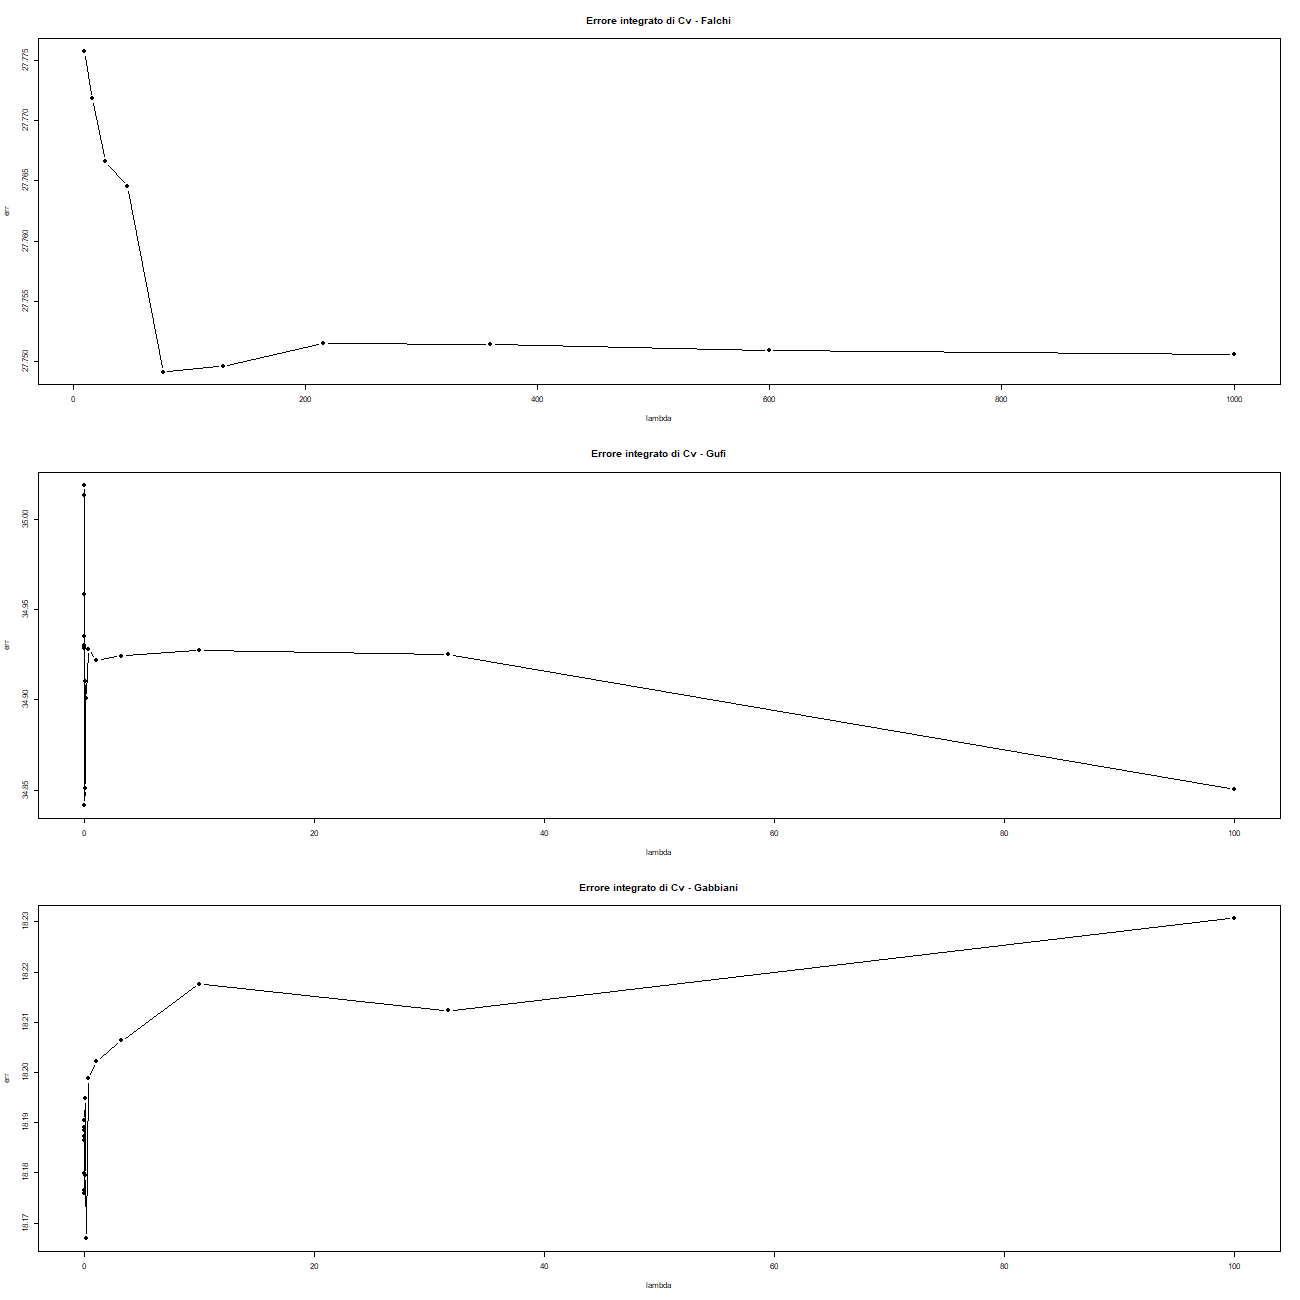 Errore integrato di Cv - Falchi
27.775
27.770
27.765
27.760
27.755
27.750
err
0 200 400 600 800 1000
lambda
Errore integrato di Cv - Gufi
35.00
34.95
34.90
34.85
err
0 20 40 60 80 100
lambda
Errore integrato di Cv - Gabbiani
18.23
18.22
18.21
18.20
18.19
18.18
18.17
err
0 20 40 60 80 100
lambda